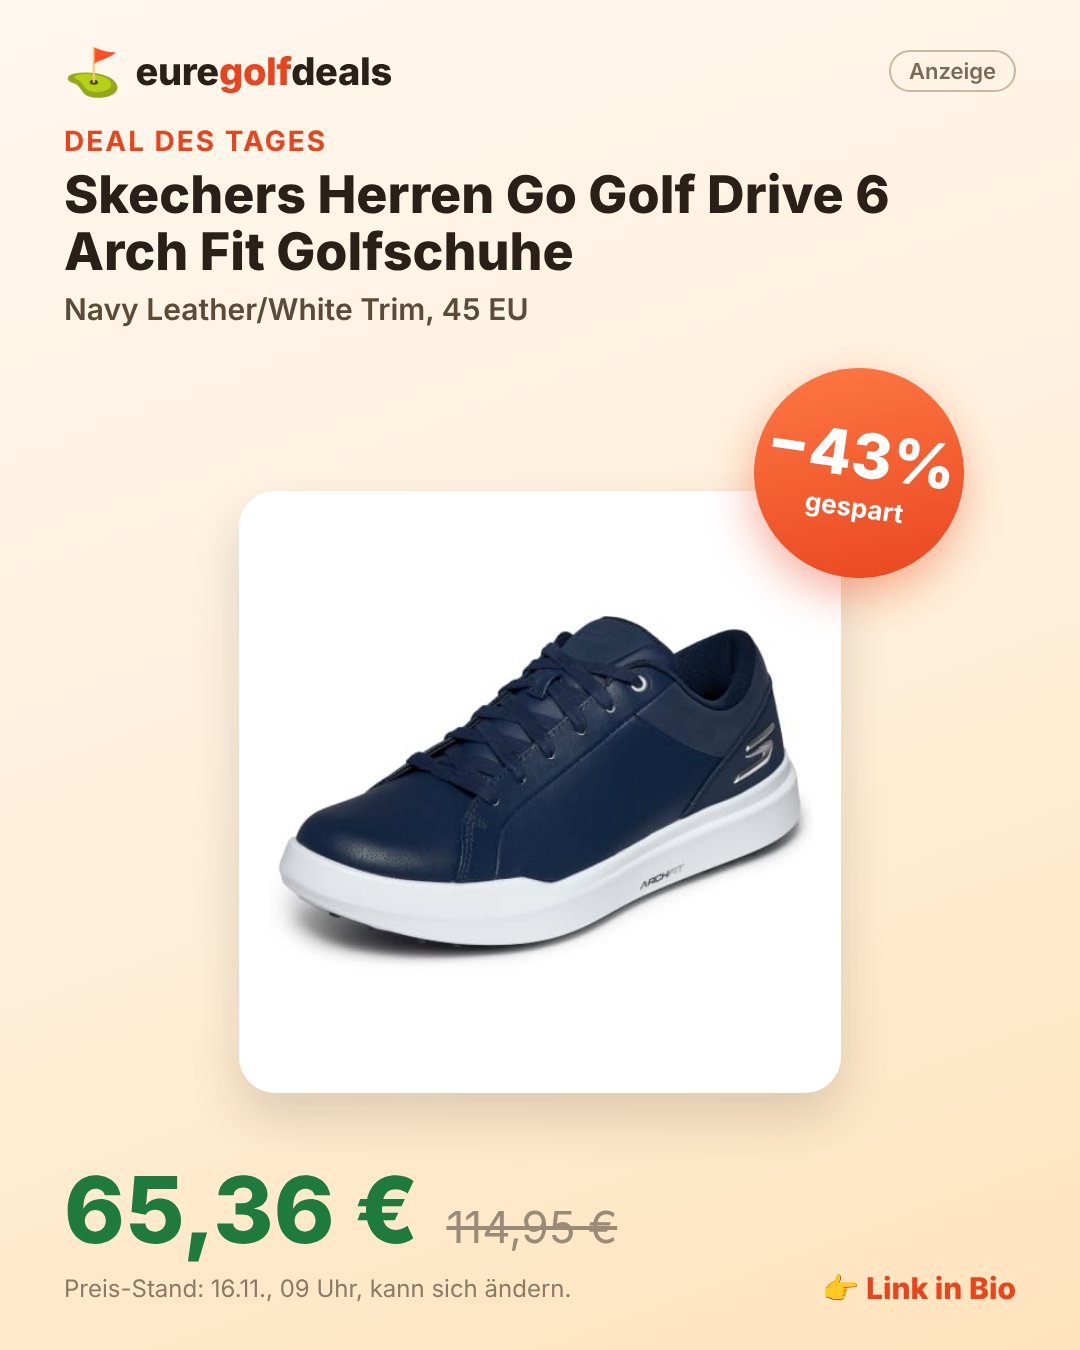 euregolfdeals
Anzeige
DEAL DES TAGES
Skechers Herren Go Golf Drive 6
Arch Fit Golfschuhe
Navy Leather/White Trim, 45 EU
–43%
gespart
ARCHFIT
65,36 € 114,95 €
Preis-Stand: 16.11., 09 Uhr, kann sich ändern.
👉 Link in Bio